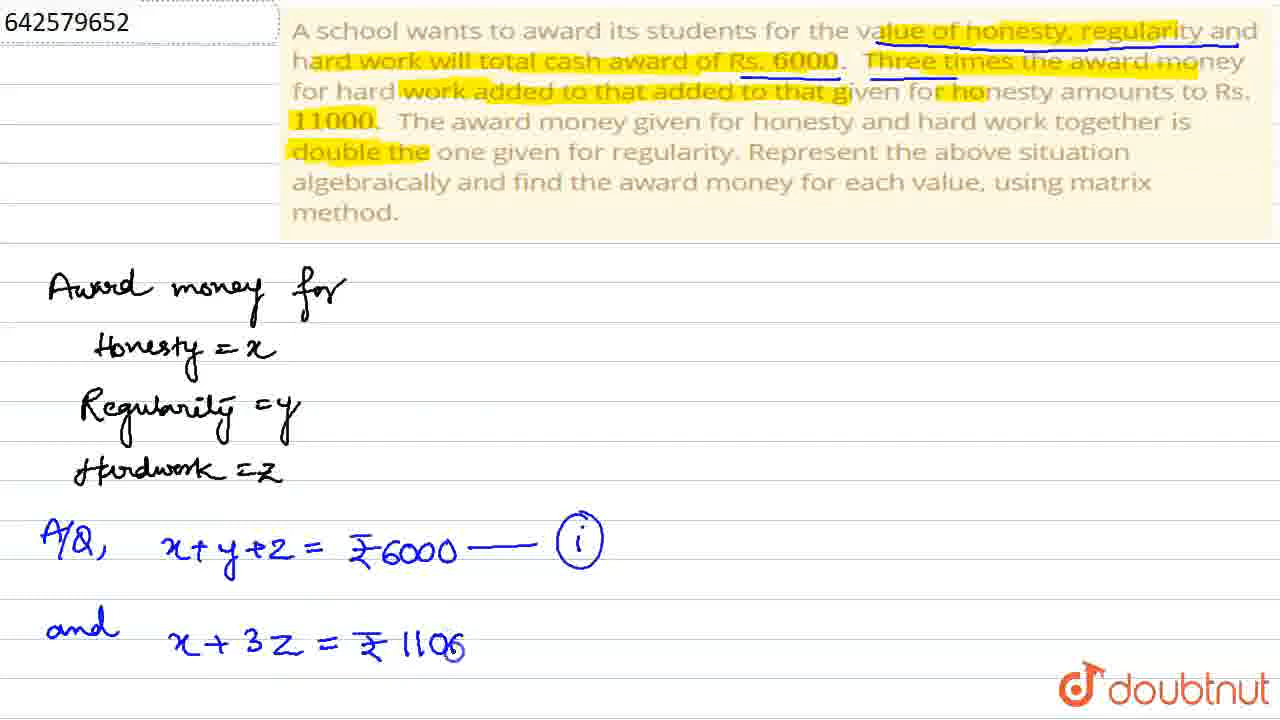 642579652
A school wants to award its students for the value of honesty, regularity and
hard work will total cash award of Rs. 6000. Three times the award money
for hard work added to that added to that given for honesty amounts to Rs.
11000. The award money given for honesty and hard work together is
double the one given for regularity. Represent the above situation
algebraically and find the award money for each value, using matrix
method.
Award money for
Honesty = x
Regularity = y
Hardwork = z
A/Q, x + y + z = ₹ 6000 — i
and x + 3z = ₹ 1100
doubtnut